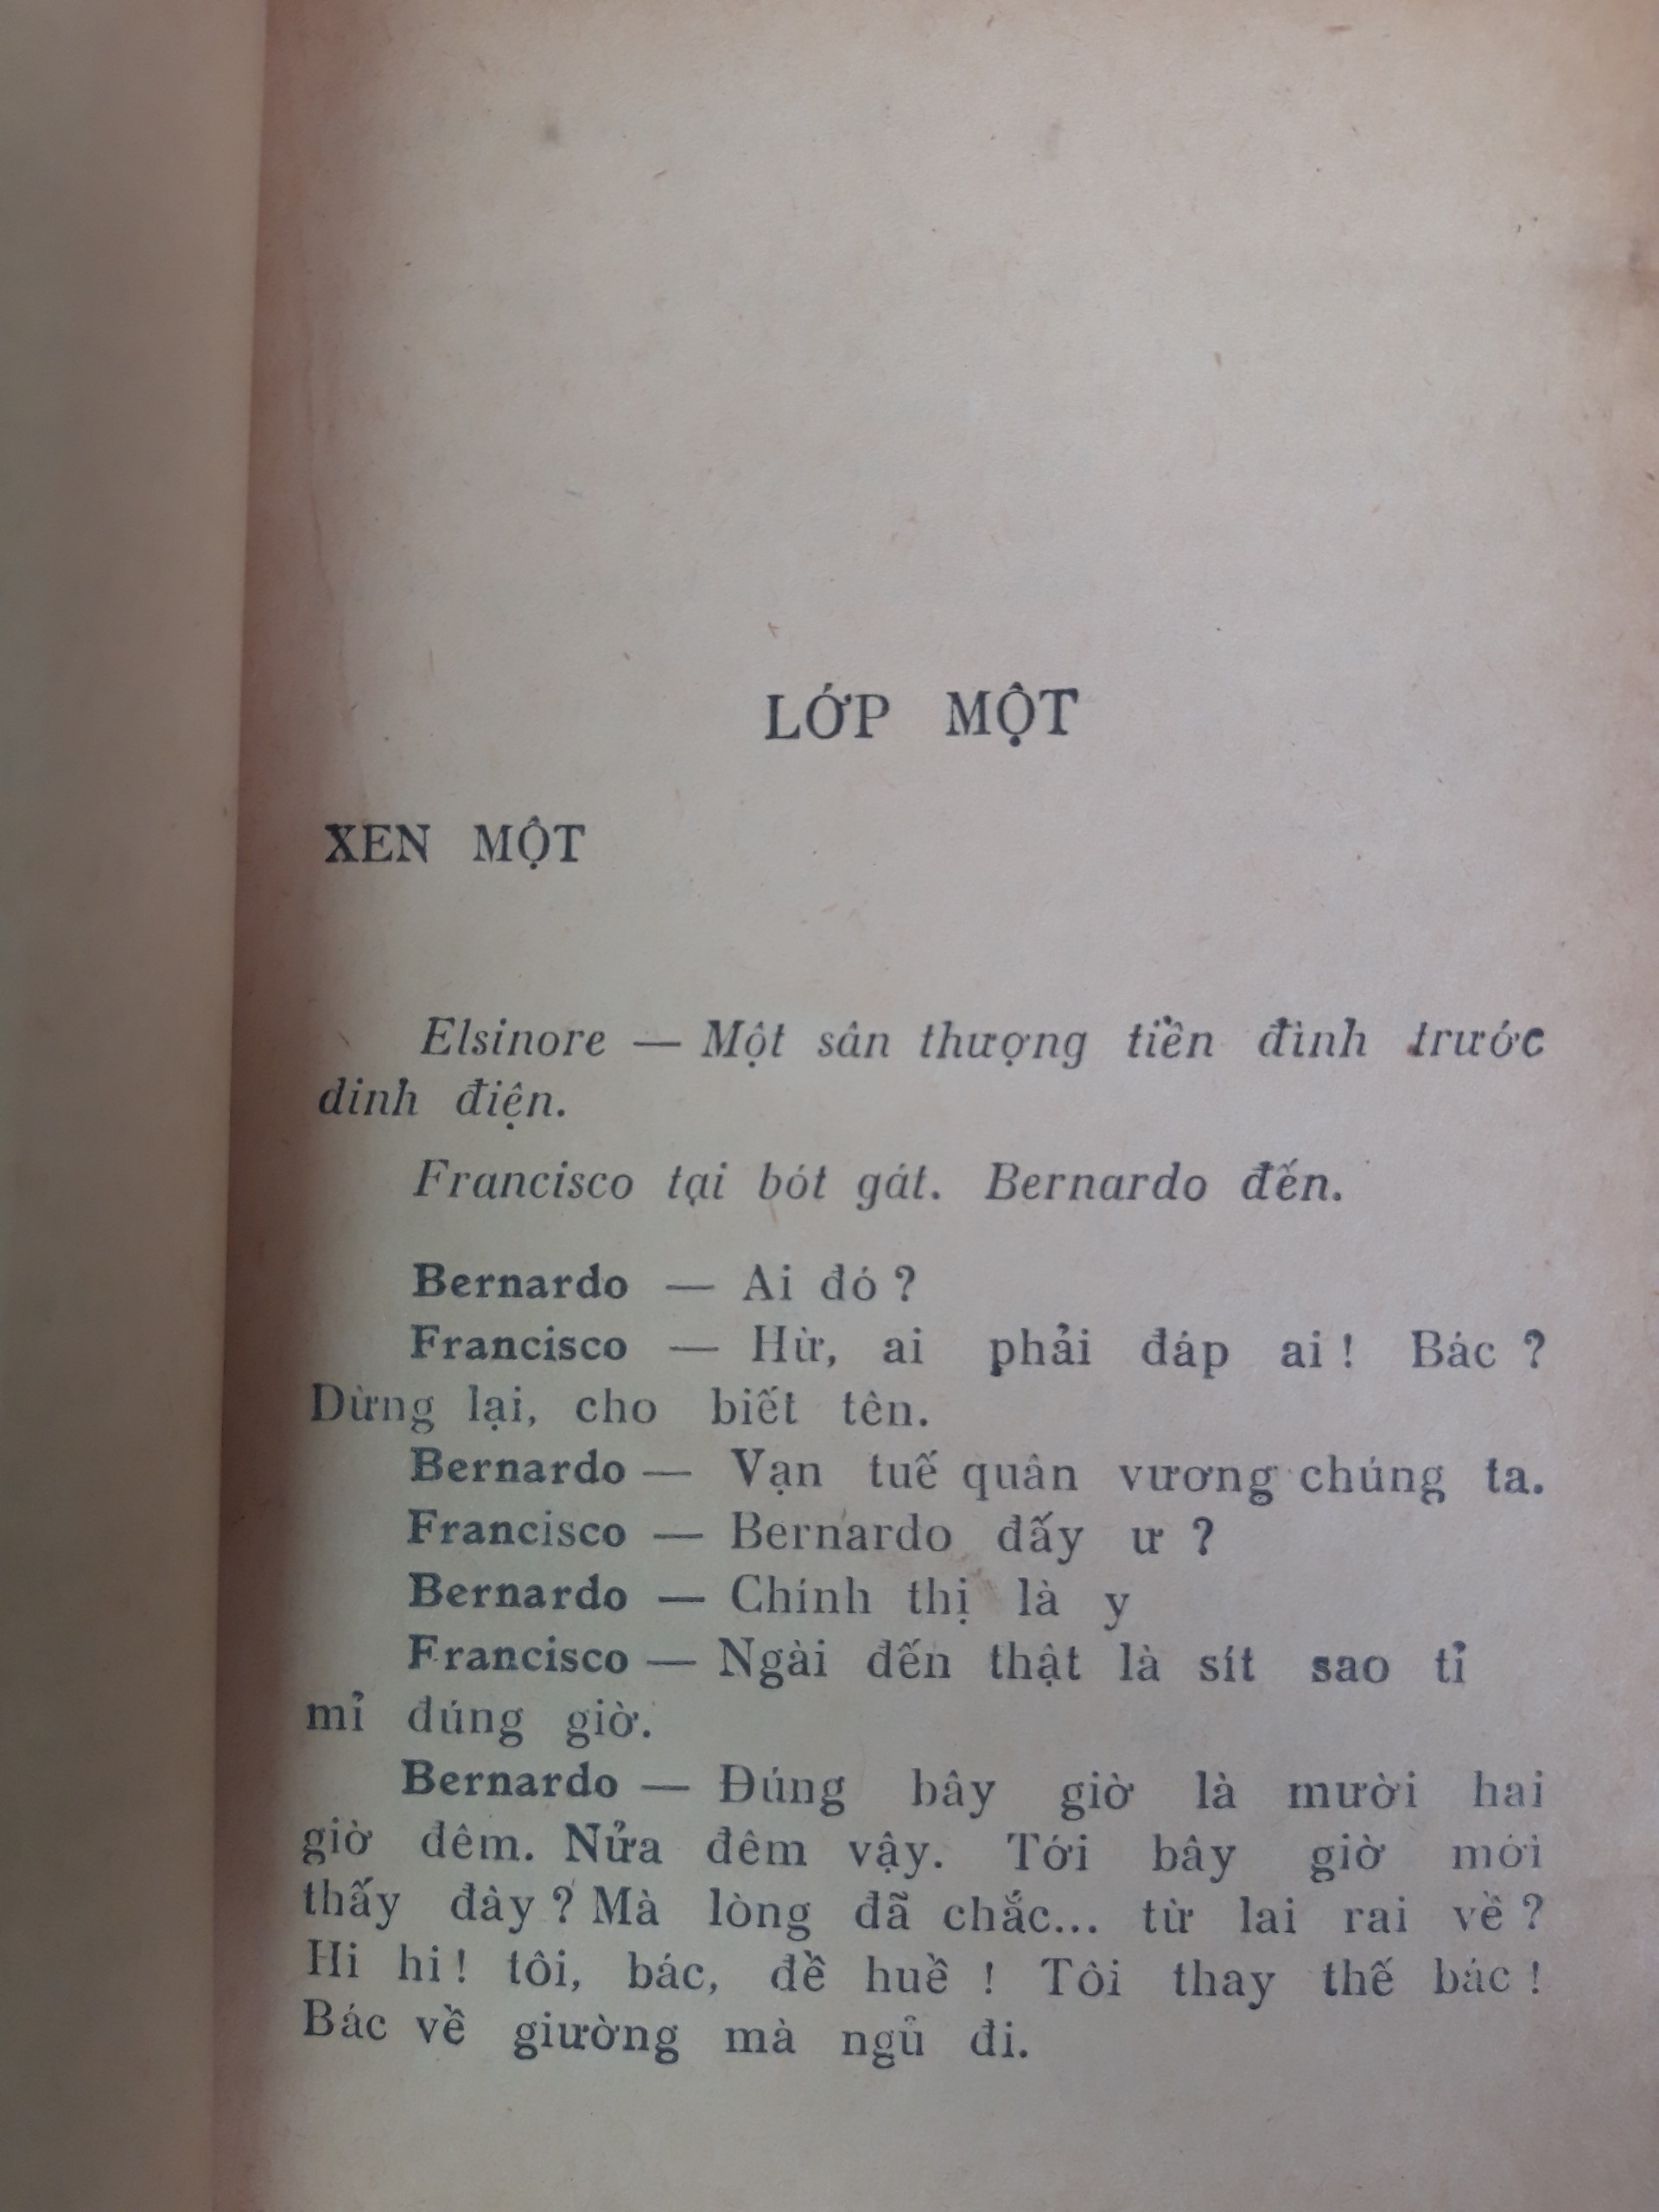 LỚP MỘT
XEN MỘT
Elsinore — Một sân thượng tiền đình trước
dinh điện.
Francisco tại bót gát. Bernardo đến.
Bernardo — Ai đó ?
Francisco — Hừ, ai phải đáp ai ! Bác ?
Dừng lại, cho biết tên.
Bernardo — Vạn tuế quân vương chúng ta.
Francisco — Bernardo đấy ư ?
Bernardo — Chính thị là y
Francisco — Ngài đến thật là sít sao tỉ
mỉ đúng giờ.
Bernardo — Đúng bây giờ là mười hai
giờ đêm. Nửa đêm vậy. Tới bây giờ mới
thấy đây ? Mà lòng đã chắc... từ lai rai về ?
Hi hi ! tôi, bác, đề huề ! Tôi thay thế bác !
Bác về giường mà ngủ đi.